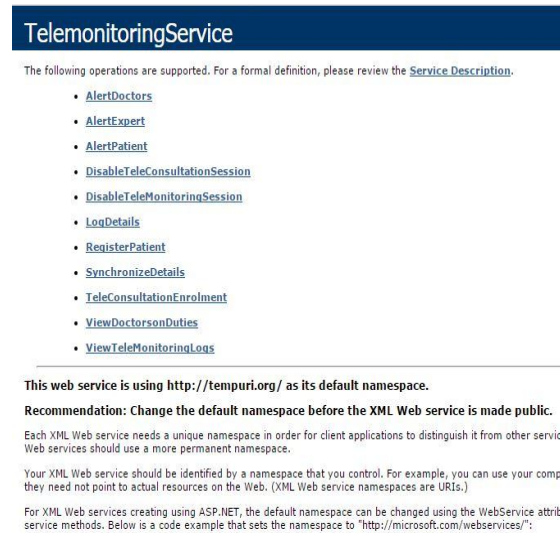 TelemonitoringService
The following operations are supported. For a formal definition, please review the Service Description.
• AlertDoctors
• AlertExpert
• AlertPatient
• DisableTeleConsultationSession
• DisableTeleMonitoringSession
• LogDetails
• RegisterPatient
• SynchronizeDetails
• TeleConsultationEnrolment
• ViewDoctorsonDuties
• ViewTeleMonitoringLogs
This web service is using http://tempuri.org/ as its default namespace.
Recommendation: Change the default namespace before the XML Web service is made public.
Each XML Web service needs a unique namespace in order for client applications to distinguish it from other servic
Web services should use a more permanent namespace.
Your XML Web service should be identified by a namespace that you control. For example, you can use your comp
they need not point to actual resources on the Web. (XML Web service namespaces are URIs.)
For XML Web services creating using ASP.NET, the default namespace can be changed using the WebService attrib
service methods. Below is a code example that sets the namespace to "http://microsoft.com/webservices/":